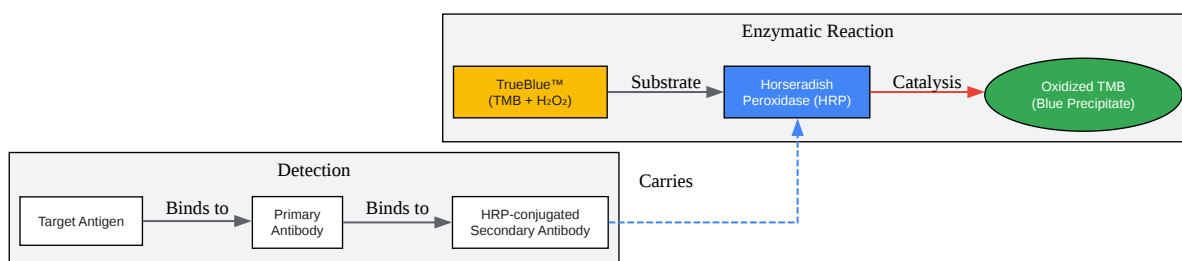 Enzymatic Reaction
TrueBlue™
(TMB + H₂O₂)
Substrate
Horseradish
Peroxidase (HRP)
Catalysis
Oxidized TMB
(Blue Precipitate)
Detection
Carries
Target Antigen
Binds to
Primary
Antibody
Binds to
HRP-conjugated
Secondary Antibody